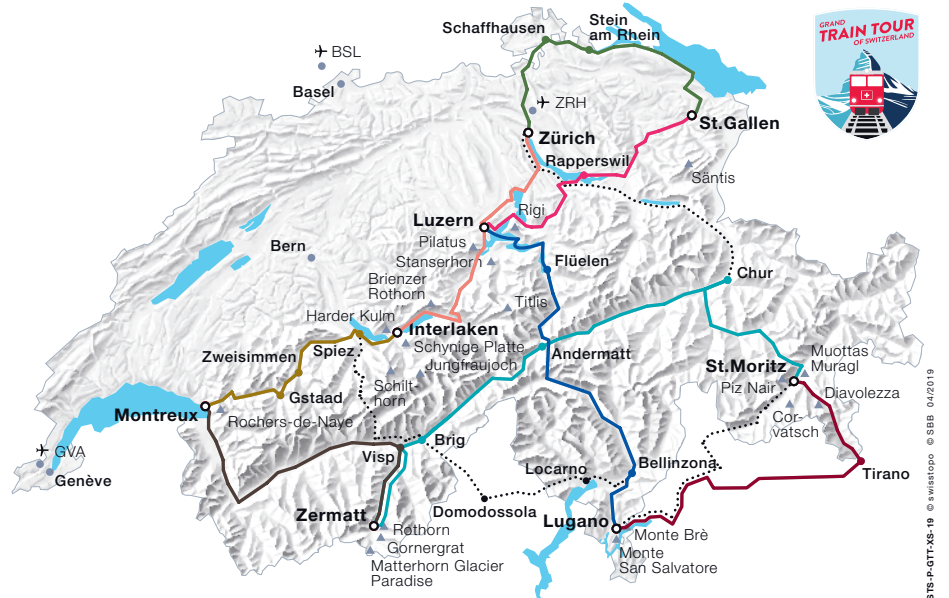 GRAND
TRAIN TOUR
OF SWITZERLAND
Schaffhausen
Stein
am Rhein
BSL
Basel
ZRH
Zürich
St.Gallen
Rapperswil
Säntis
Luzern
Rigi
Pilatus
Stanserhorn
Bern
Flüelen
Chur
Brienzer
Rothorn
Titlis
Harder Kulm
Interlaken
Schynige Platte
Jungfraujoch
Andermatt
Zweisimmen
Spiez
St.Moritz
Muottas
Muragl
Piz Nair
Diavolezza
Cor-
vatsch
Schilt-
horn
Gstaad
Montreux
Rochers-de-Naye
GVA
Genève
Visp
Brig
Locarno
Bellinzona
Tirano
Domodossola
Zermatt
Lugano
Rothorn
Gornergrat
Matterhorn Glacier
Paradise
Monte Brè
Monte
San Salvatore
STS-P-GTT-XS-19 © swisstopo © SBB 04/2019